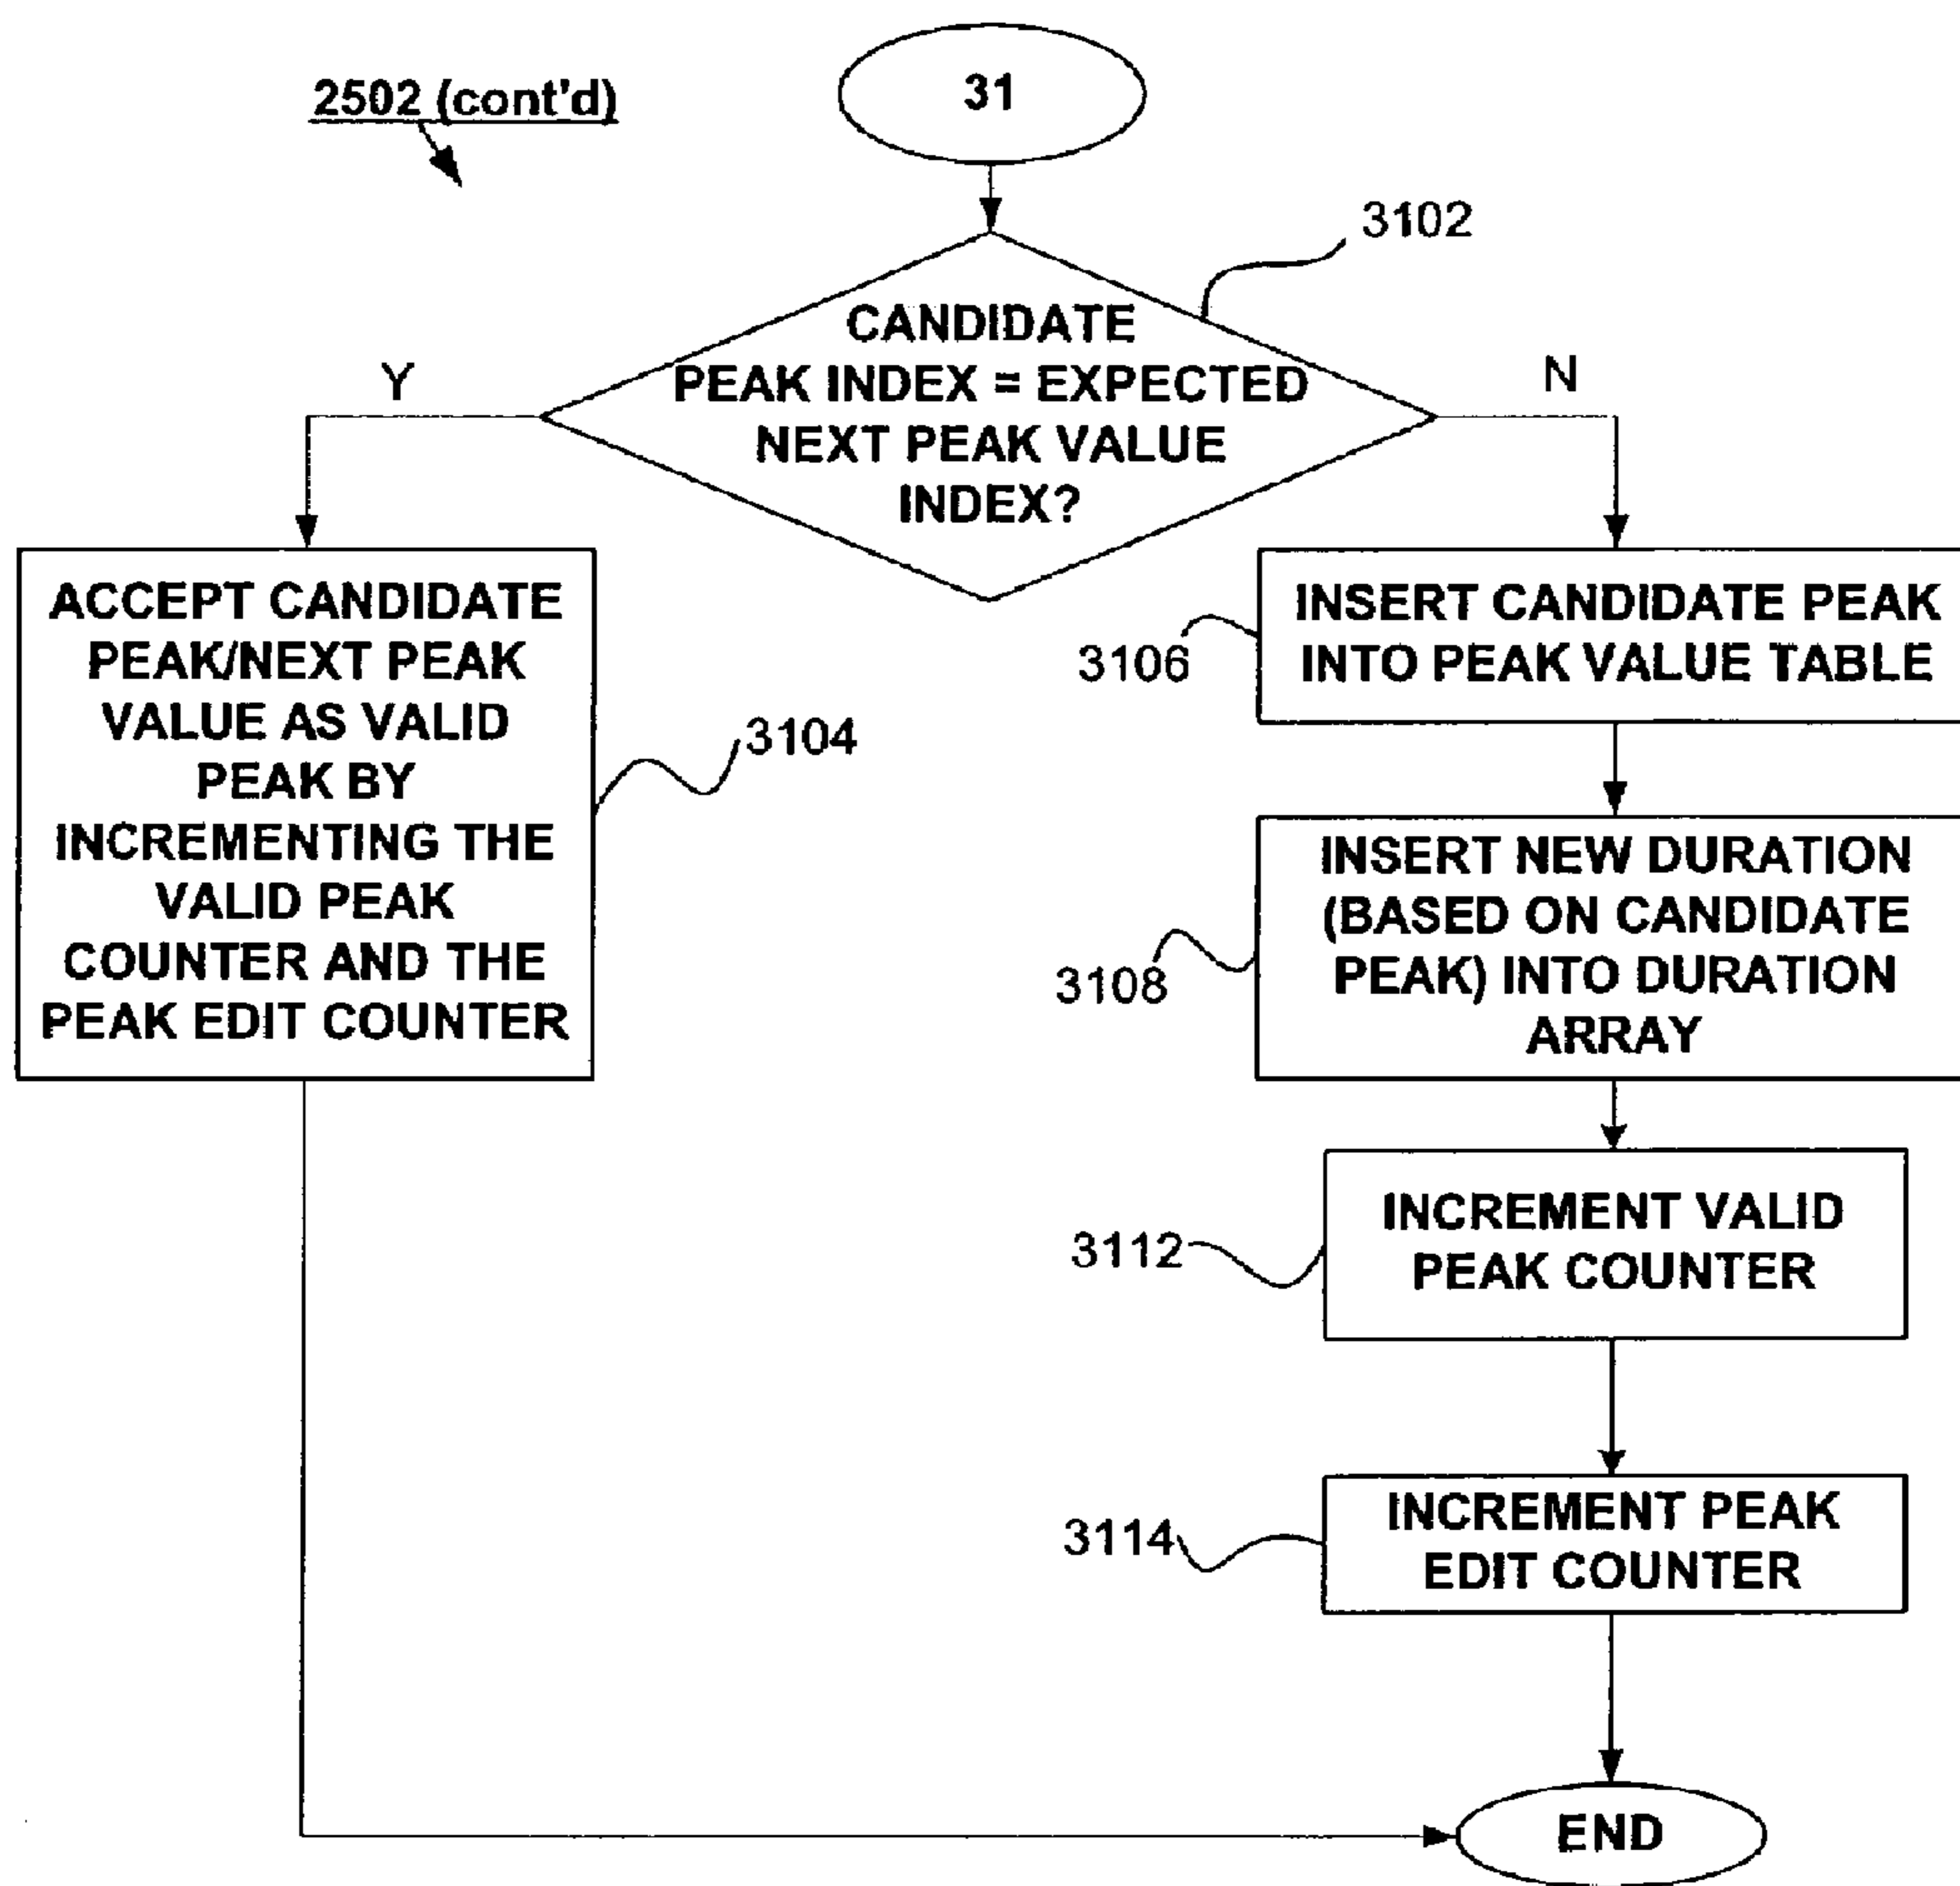 2502 (cont'd)
31
3102
CANDIDATE
PEAK INDEX = EXPECTED
NEXT PEAK VALUE
INDEX?
Y
N
ACCEPT CANDIDATE
PEAK/NEXT PEAK
VALUE AS VALID
PEAK BY
INCREMENTING THE
VALID PEAK
COUNTER AND THE
PEAK EDIT COUNTER
3104
INSERT CANDIDATE PEAK
INTO PEAK VALUE TABLE
3106
INSERT NEW DURATION
(BASED ON CANDIDATE
PEAK) INTO DURATION
ARRAY
3108
INCREMENT VALID
PEAK COUNTER
3112
INCREMENT PEAK
EDIT COUNTER
3114
END